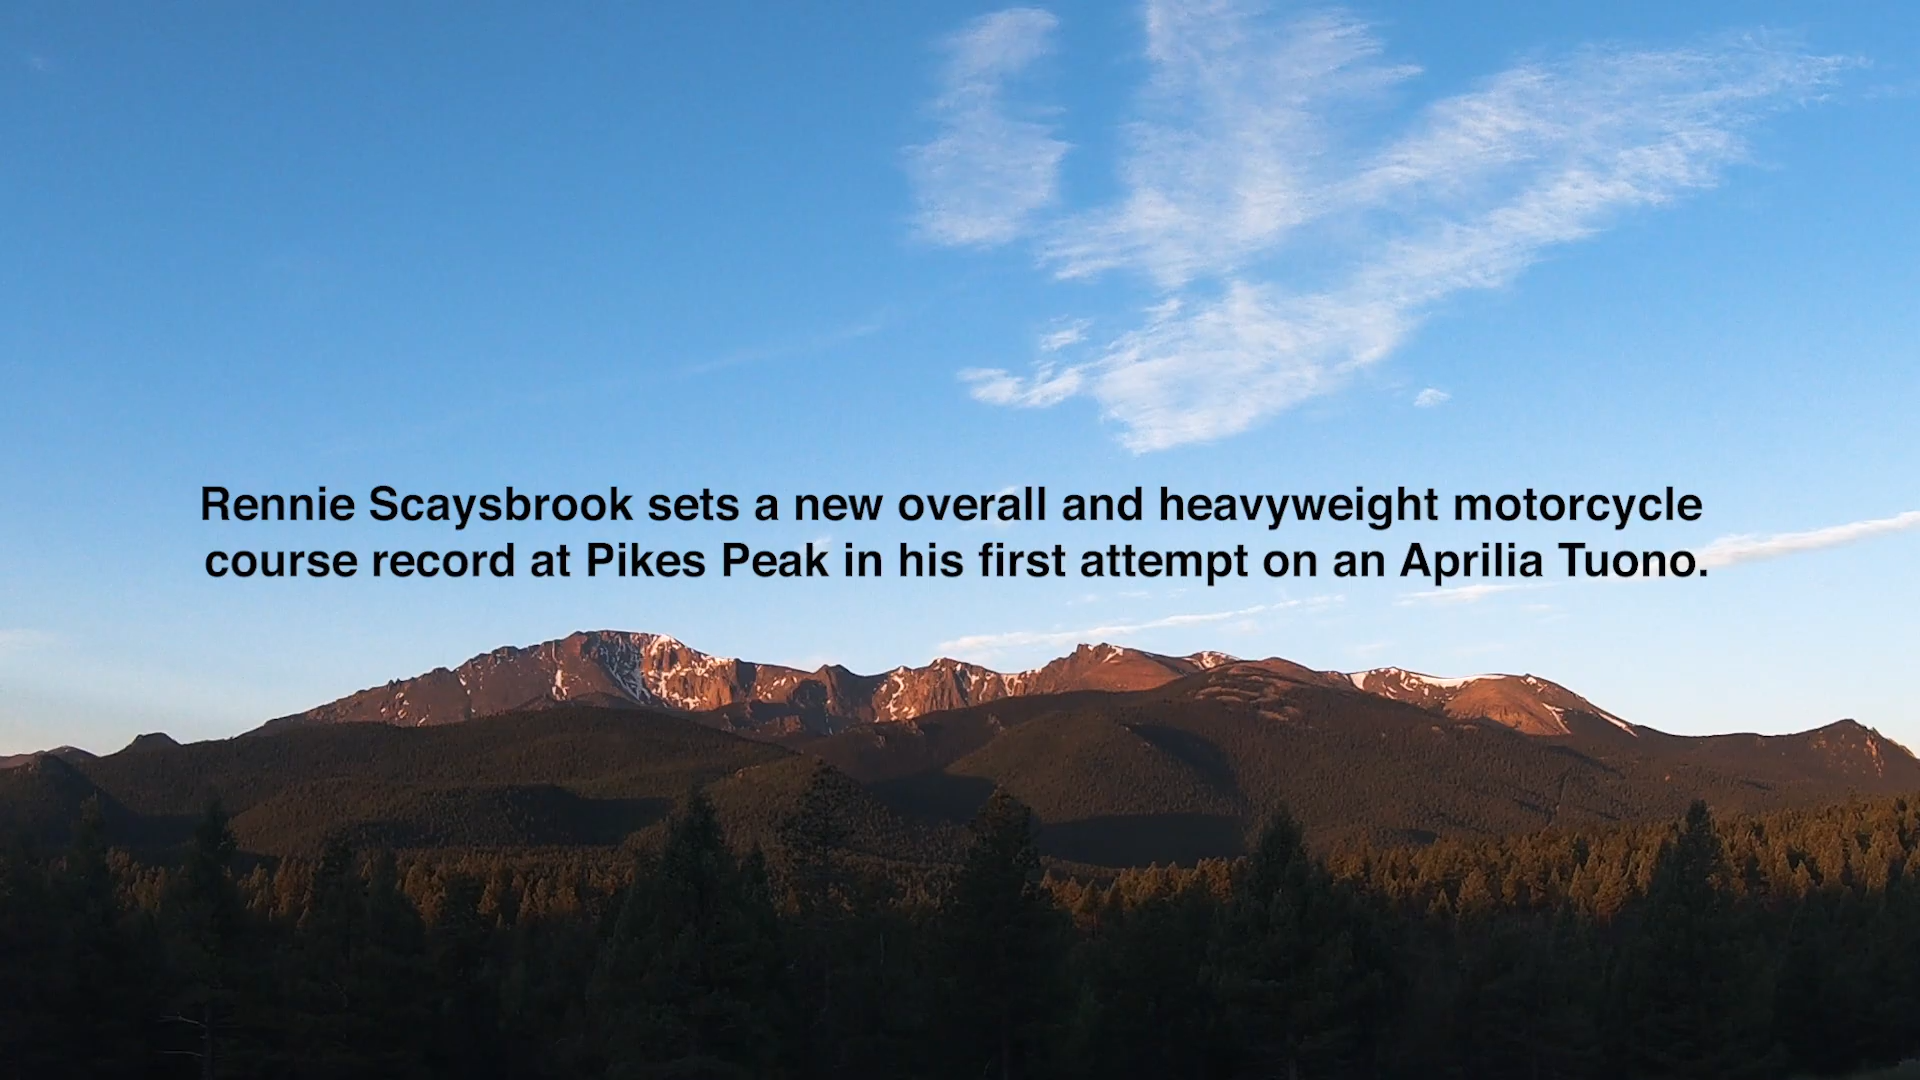 Rennie Scaysbrook sets a new overall and heavyweight motorcycle
course record at Pikes Peak in his first attempt on an Aprilia Tuono.